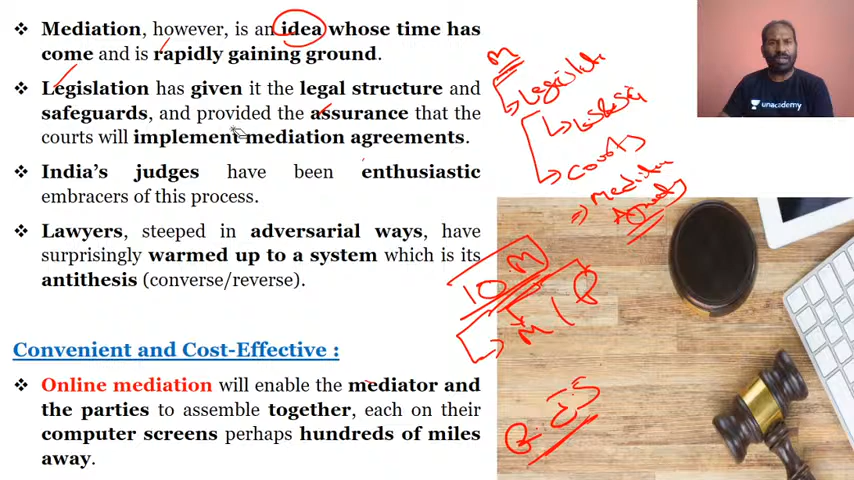 Mediation, however, is an idea whose time has
come and is rapidly gaining ground.
Legislation has given it the legal structure and
safeguards, and provided the assurance that the
courts will implement mediation agreements.
India's judges have been enthusiastic
embracers of this process.
Lawyers, steeped in adversarial ways, have
surprisingly warmed up to a system which is its
antithesis (converse/reverse).
Convenient and Cost-Effective :
Online mediation will enable the mediator and
the parties to assemble together, each on their
computer screens perhaps hundreds of miles
away.
M
Courts
10 M
unacademy